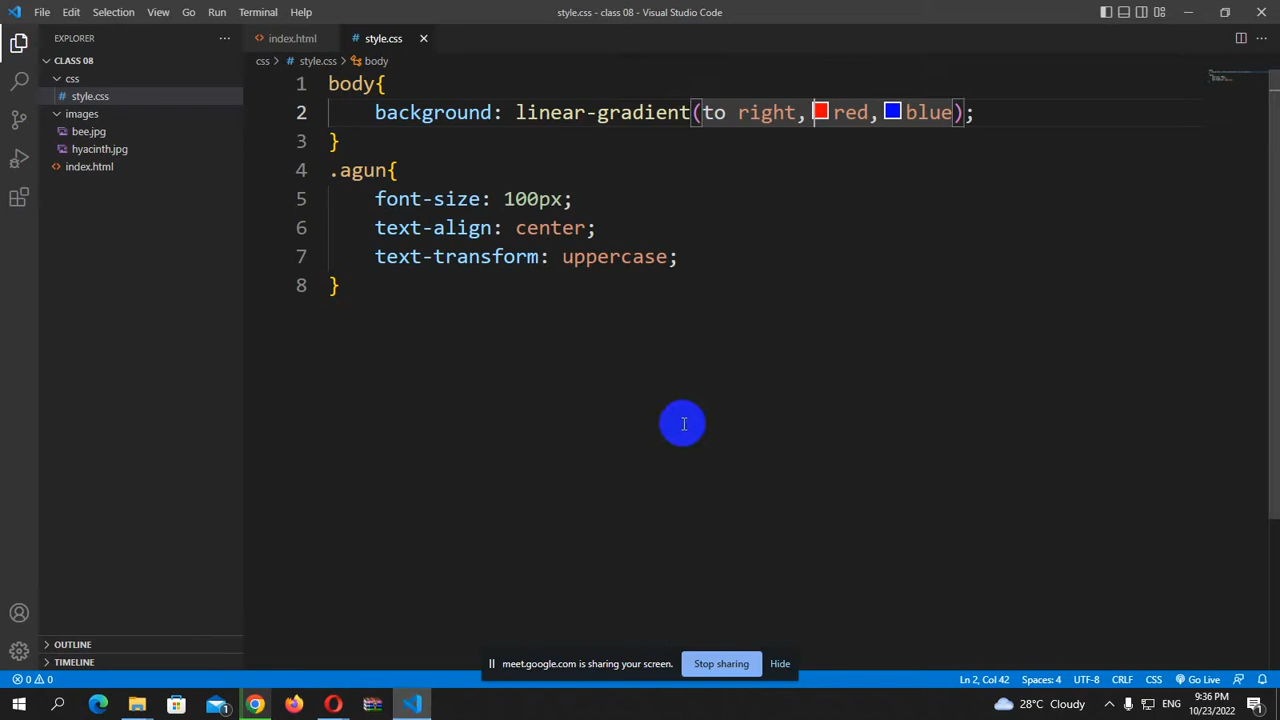 File Edit Selection View Go Run Terminal Help
style.css - class 08 - Visual Studio Code
EXPLORER
CLASS 08
css
# style.css
images
bee.jpg
hyacinth.jpg
<> index.html
OUTLINE
TIMELINE
<> index.html # style.css
css > # style.css > body
1 body{
2 background: linear-gradient(to right, red, blue);
3 }
4 .agun{
5 font-size: 100px;
6 text-align: center;
7 text-transform: uppercase;
8 }
meet.google.com is sharing your screen. Stop sharing Hide
0 0 Ln 2, Col 42 Spaces: 4 UTF-8 CRLF CSS Go Live
1 28°C Cloudy ENG 9:36 PM
10/23/2022 1